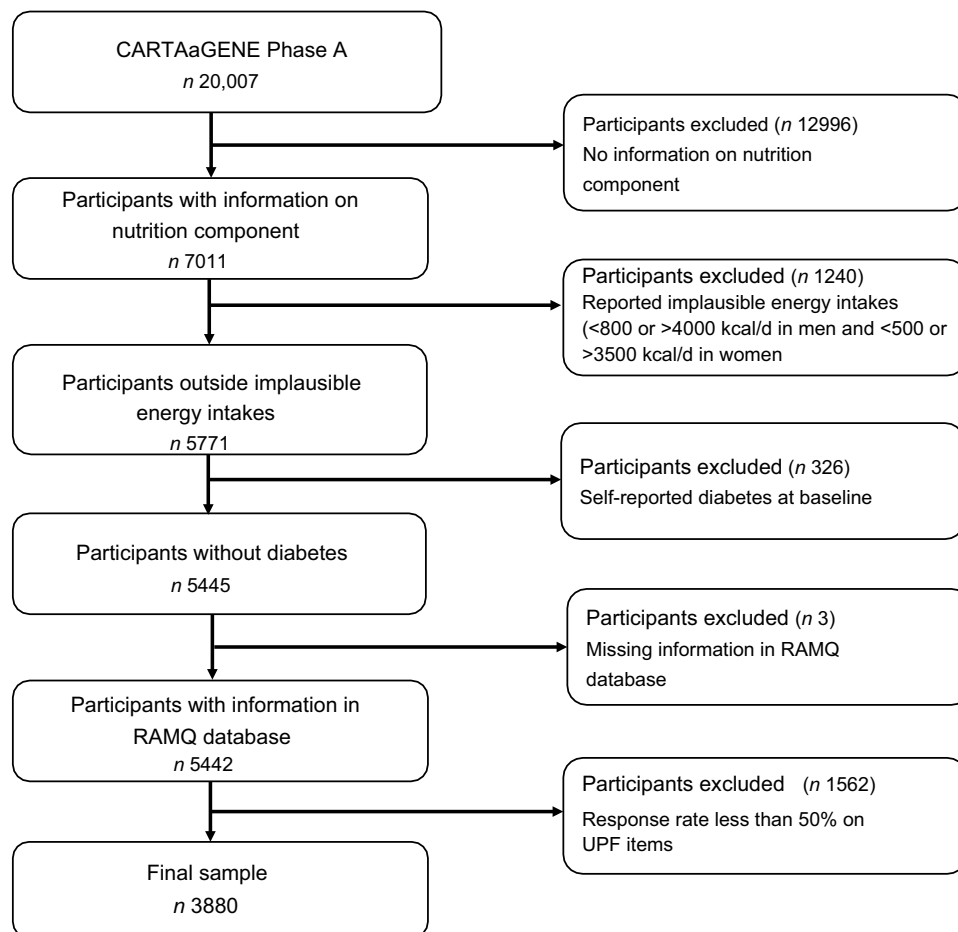 CARTAaGENE Phase A
n 20,007
Participants excluded (n 12996)
No information on nutrition
component
Participants with information on
nutrition component
n 7011
Participants excluded (n 1240)
Reported implausible energy intakes
(<800 or >4000 kcal/d in men and <500 or
>3500 kcal/d in women
Participants outside implausible
energy intakes
n 5771
Participants excluded (n 326)
Self-reported diabetes at baseline
Participants without diabetes
n 5445
Participants excluded (n 3)
Missing information in RAMQ
database
Participants with information in
RAMQ database
n 5442
Participants excluded (n 1562)
Response rate less than 50% on
UPF items
Final sample
n 3880